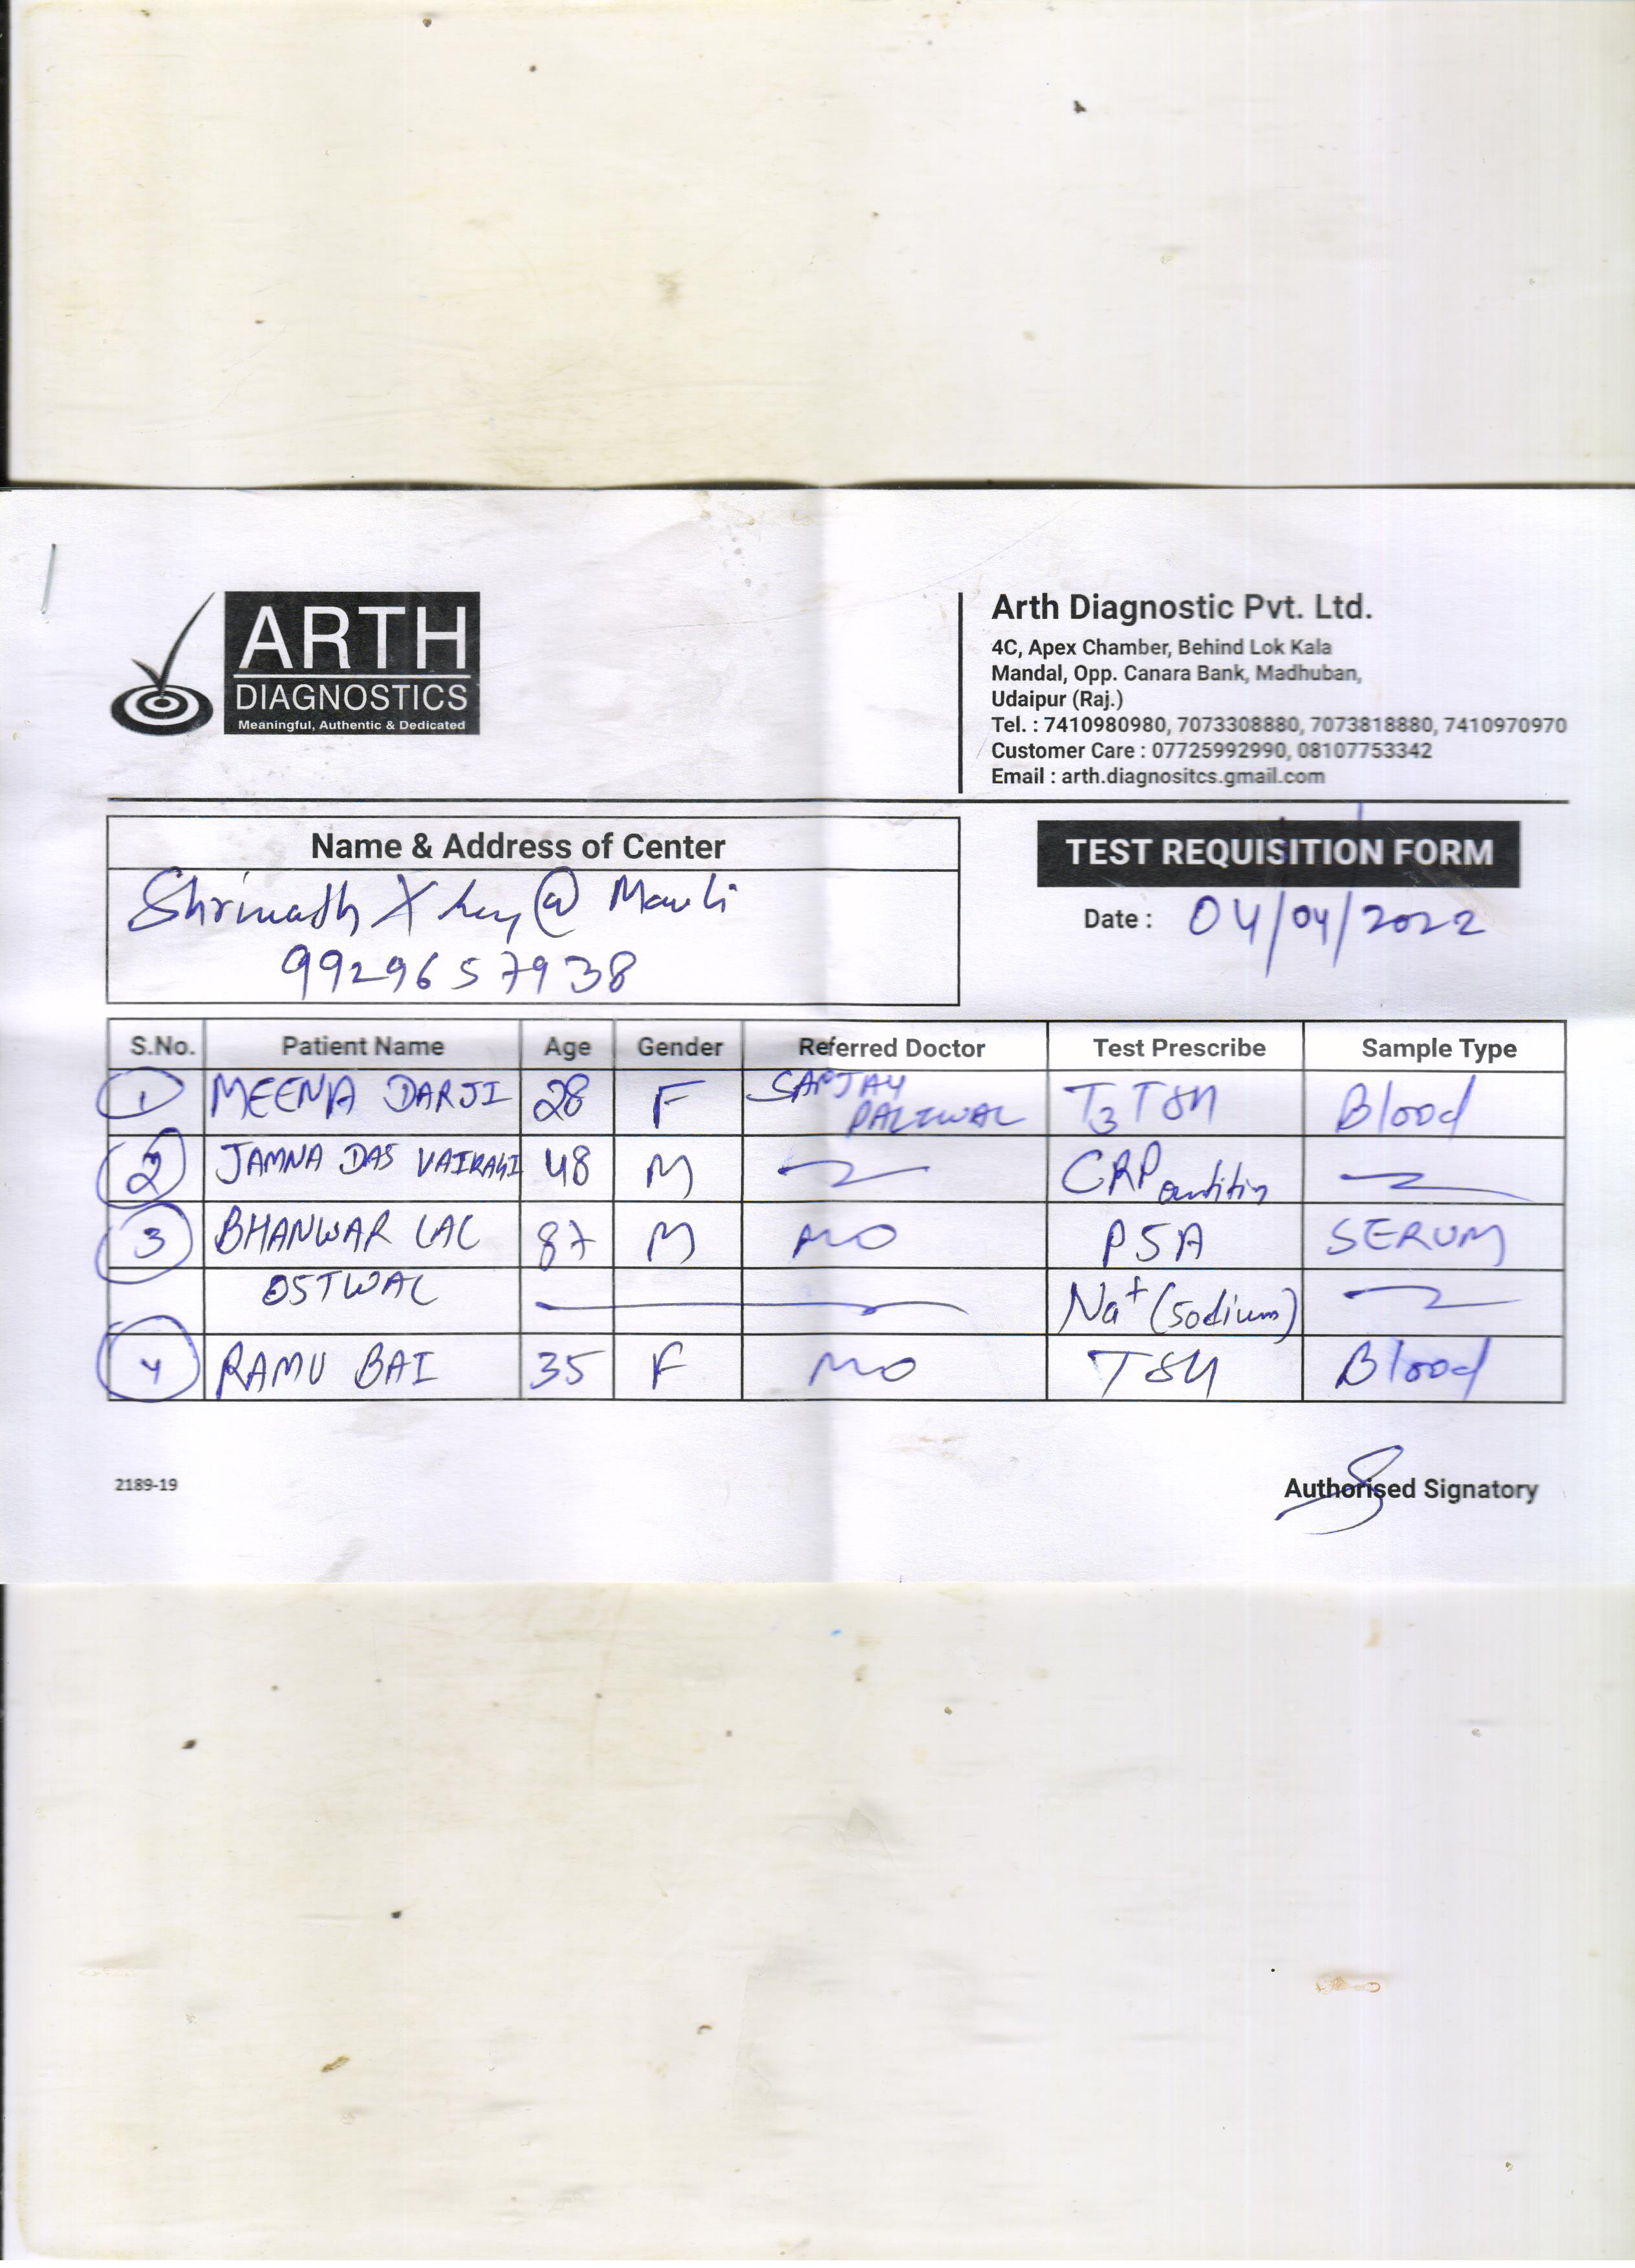 ARTH
DIAGNOSTICS
Meaningful, Authentic & Dedicated
Arth Diagnostic Pvt. Ltd.
4C, Apex Chamber, Behind Lok Kala
Mandal, Opp. Canara Bank, Madhuban,
Udaipur (Raj.)
Tel. : 7410980980, 7073308880, 7073818880, 7410970970
Customer Care : 07725992990, 08107753342
Email : arth.diagnositcs.gmail.com
Name & Address of Center
Shrinath X Ray @ Mavli
9929657938
TEST REQUISITION FORM
Date : 04/04/2022
S.No. Patient Name Age Gender Referred Doctor Test Prescribe Sample Type
1 MEENA DARJI 28 F SANJAY PALIWAL T3 TSH Blood
2 JAMNA DAS VAIRAGI 48 M CRP
3 BHANWAR LAL 87 M MO PSA SERUM
OSTWAL Na+ (Sodium)
4 RAMU BAI 35 F MO TSH Blood
2189-19
Authorised Signatory